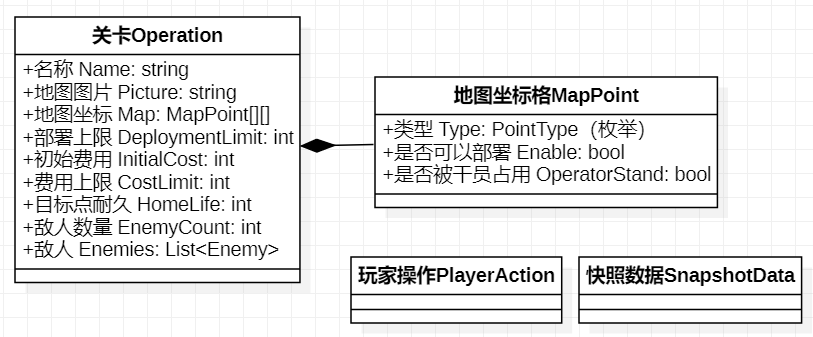 关卡Operation
+名称 Name: string
+地图图片 Picture: string
+地图坐标 Map: MapPoint[][]
+部署上限 DeploymentLimit: int
+初始费用 InitialCost: int
+费用上限 CostLimit: int
+目标点耐久 HomeLife: int
+敌人数量 EnemyCount: int
+敌人 Enemies: List<Enemy>
地图坐标格MapPoint
+类型 Type: PointType（枚举）
+是否可以部署 Enable: bool
+是否被干员占用 OperatorStand: bool
玩家操作PlayerAction
快照数据SnapshotData